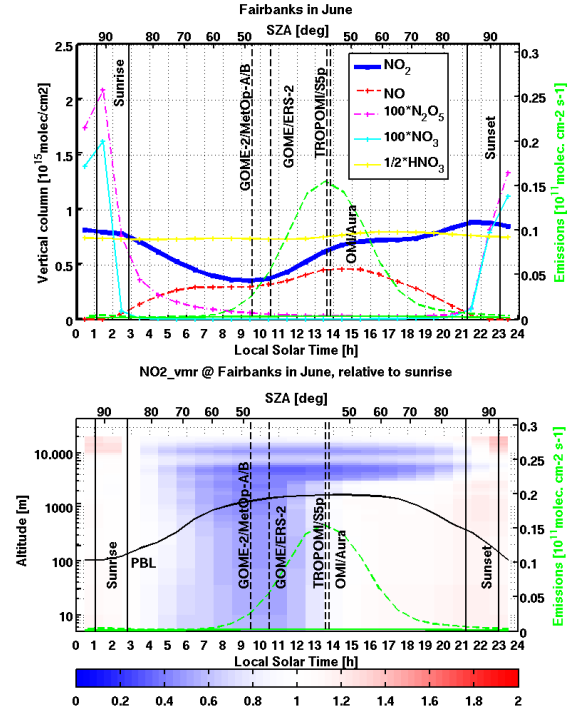 Fairbanks in June
SZA [deg]
90 80 70 60 50 50 60 70 80 90
2.5
2
1.5
1
0.5
0
Vertical column [10^15 molec/cm2]
0.3
0.25
0.2
0.15
0.1
0.05
0
Emissions [10^11 molec. cm-2 s-1]
Sunrise
GOME-2/MetOp-A/B
GOME/ERS-2
TROPOMI/S5p
OMI/Aura
Sunset
NO2
NO
100*N2O5
100*NO3
1/2*HNO3
0 1 2 3 4 5 6 7 8 9 10 11 12 13 14 15 16 17 18 19 20 21 22 23 24
Local Solar Time [h]
NO2_vmr @ Fairbanks in June, relative to sunrise
SZA [deg]
90 80 70 60 50 50 60 70 80 90
10.000
1000
100
10
Altitude [m]
0.3
0.25
0.2
0.15
0.1
0.05
0
Emissions [10^11 molec. cm-2 s-1]
Sunrise
PBL
GOME-2/MetOp-A/B
GOME/ERS-2
TROPOMI/S5p
OMI/Aura
Sunset
0 1 2 3 4 5 6 7 8 9 10 11 12 13 14 15 16 17 18 19 20 21 22 23 24
Local Solar Time [h]
0 0.2 0.4 0.6 0.8 1 1.2 1.4 1.6 1.8 2